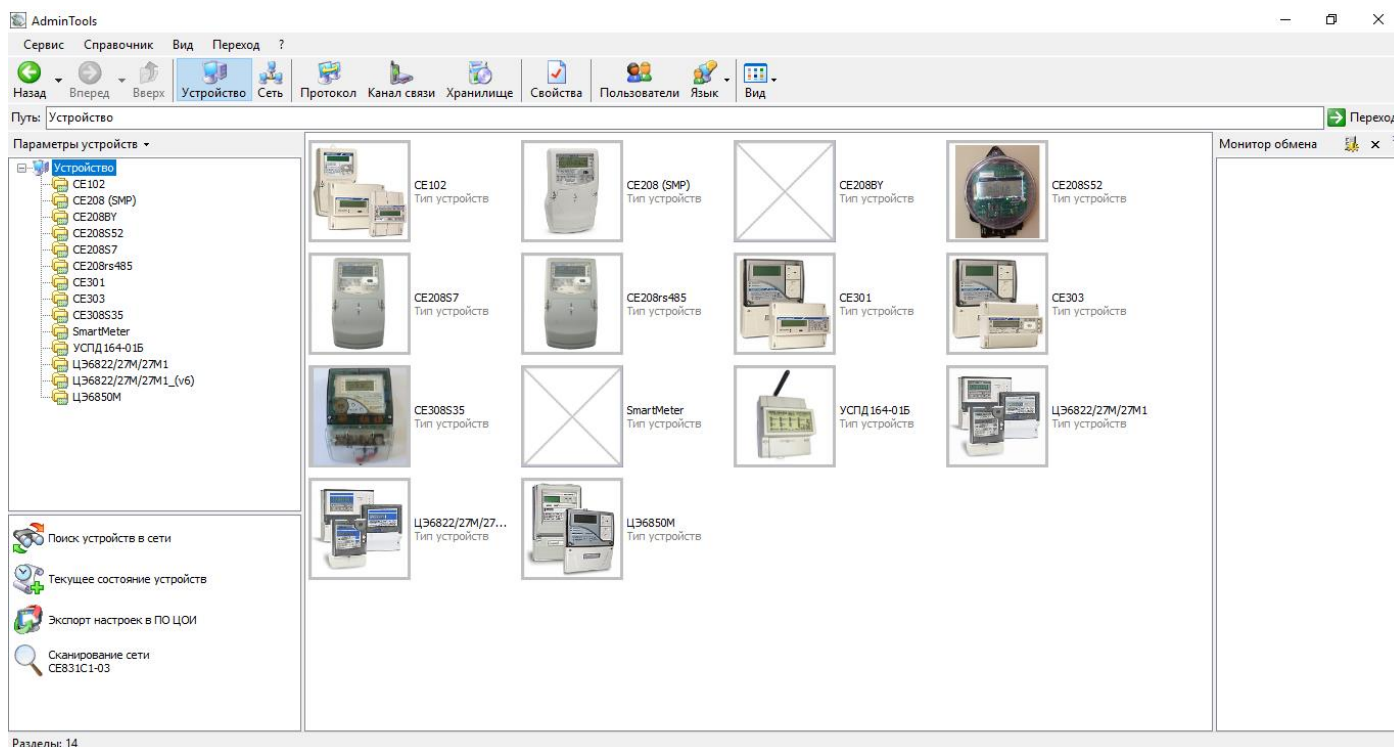 AdminTools
Сервис Справочник Вид Переход ?
Назад Вперед Вверх Устройство Сеть Протокол Канал связи Хранилище Свойства Пользователи Язык Вид
Путь: Устройство Переход
Параметры устройств
Монитор обмена
Устройство
CE102
CE208 (SMP)
CE208BY
CE208S52
CE208S7
CE208rs485
CE301
CE303
CE308S35
SmartMeter
УСПД 164-01Б
ЦЭ6822/27М/27М1
ЦЭ6822/27М/27М1_(v6)
ЦЭ6850М
CE102
Тип устройств
CE208 (SMP)
Тип устройств
CE208BY
Тип устройств
CE208S52
Тип устройств
CE208S7
Тип устройств
CE208rs485
Тип устройств
CE301
Тип устройств
CE303
Тип устройств
CE308S35
Тип устройств
SmartMeter
Тип устройств
УСПД 164-01Б
Тип устройств
ЦЭ6822/27М/27М1
Тип устройств
ЦЭ6822/27М/27...
Тип устройств
ЦЭ6850М
Тип устройств
Поиск устройств в сети
Текущее состояние устройств
Экспорт настроек в ПО ЦОИ
Сканирование сети
CE831C1-03
Разделы: 14